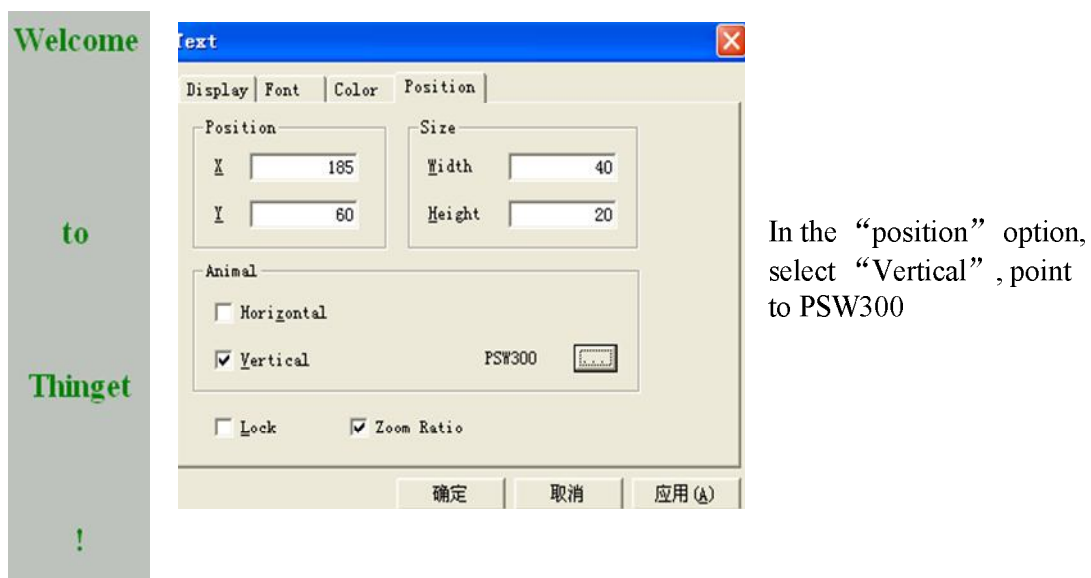 Welcome
to
Thinget
!
Text
Display Font Color Position
Position
X 185
Y 60
Size
Width 40
Height 20
Animal
Horizontal
Vertical PSW300 ...
Lock Zoom Ratio
确定 取消 应用(A)
In the “position” option,
select “Vertical”, point
to PSW300